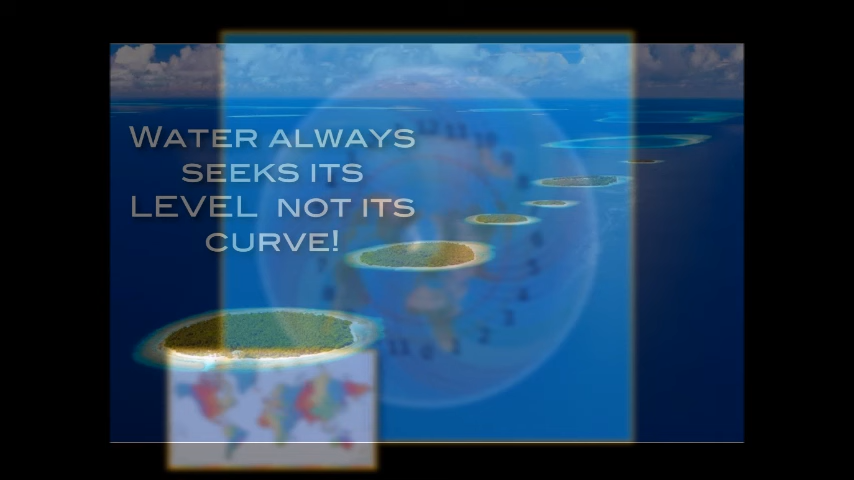 WATER ALWAYS
SEEKS ITS
LEVEL NOT ITS
CURVE!